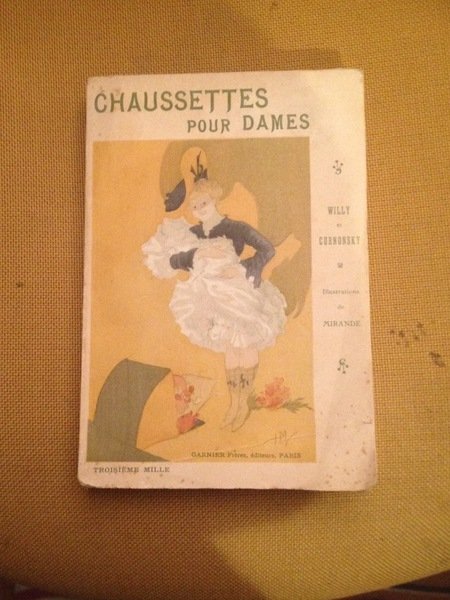 CHAUSSETTES
POUR DAMES
WILLY
et
CURNONSKY
Illustrations
de
MIRANDE
GARNIER Frères, éditeurs, PARIS
TROISIÈME MILLE